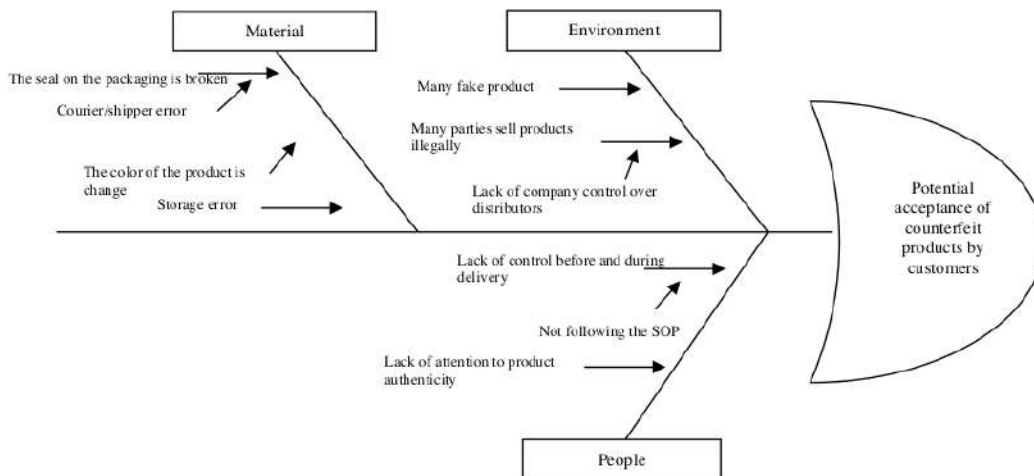 Material
Environment
The seal on the packaging is broken
Courier/shipper error
The color of the product is
change
Storage error
Many fake product
Many parties sell products
illegally
Lack of company control over
distributors
Potential
acceptance of
counterfeit
products by
customers
Lack of control before and during
delivery
Not following the SOP
Lack of attention to product
authenticity
People